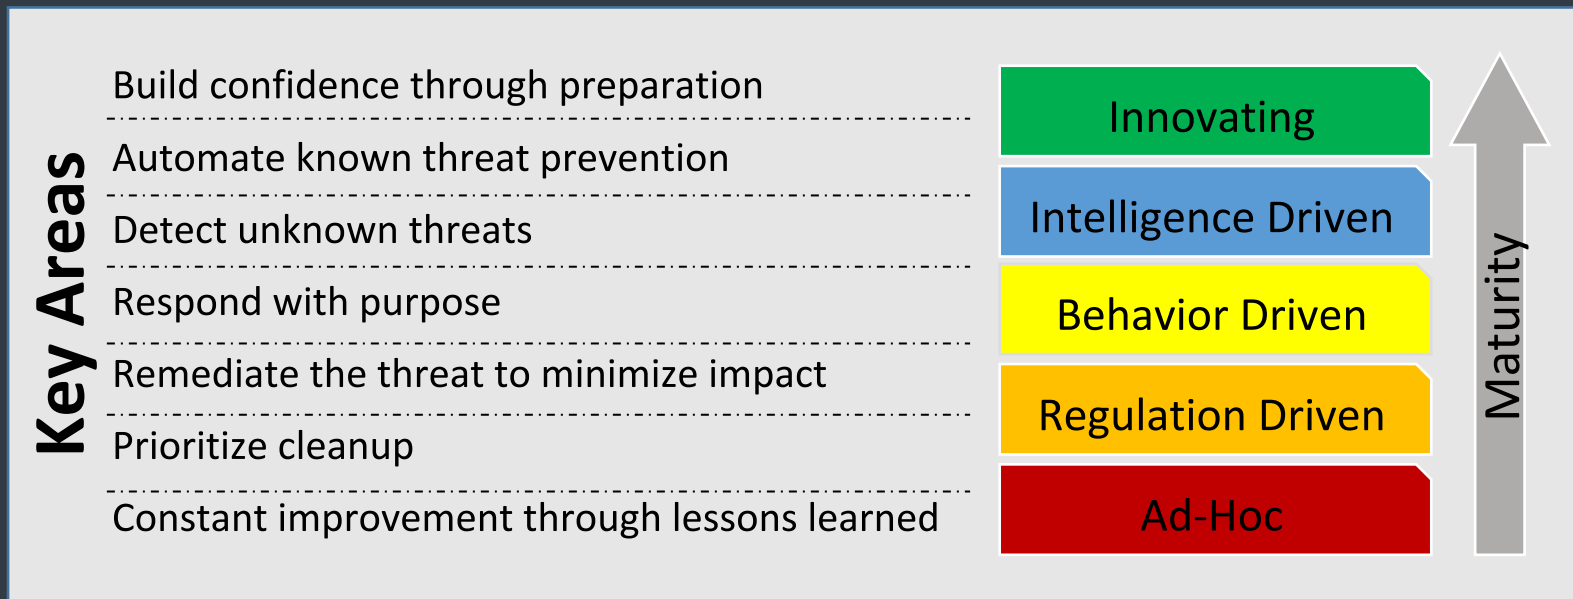 Key Areas
Build confidence through preparation
Automate known threat prevention
Detect unknown threats
Respond with purpose
Remediate the threat to minimize impact
Prioritize cleanup
Constant improvement through lessons learned
Innovating
Intelligence Driven
Behavior Driven
Regulation Driven
Ad-Hoc
Maturity